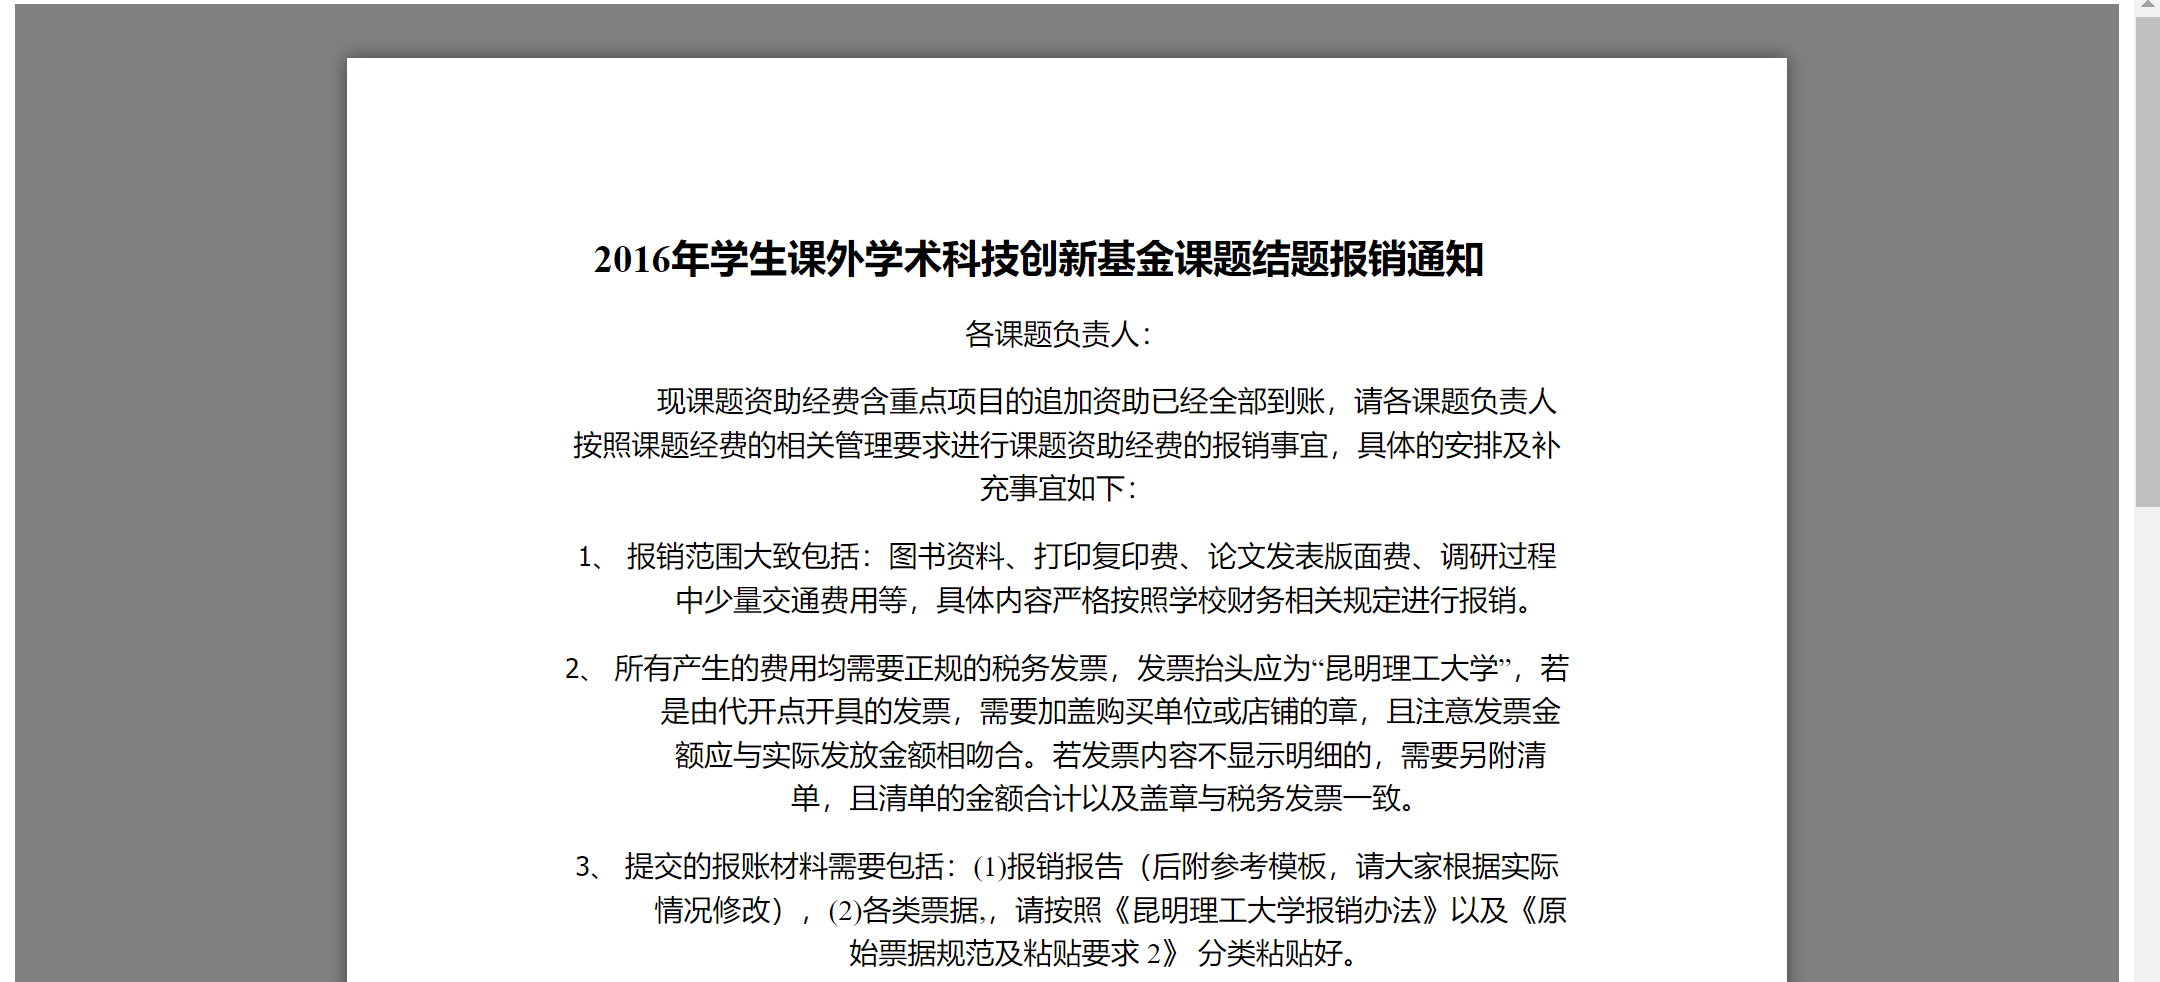 2016年学生课外学术科技创新基金课题结题报销通知
各课题负责人：
现课题资助经费含重点项目的追加资助已经全部到账，请各课题负责人
按照课题经费的相关管理要求进行课题资助经费的报销事宜，具体的安排及补
充事宜如下：
1、 报销范围大致包括：图书资料、打印复印费、论文发表版面费、调研过程
中少量交通费用等，具体内容严格按照学校财务相关规定进行报销。
2、 所有产生的费用均需要正规的税务发票，发票抬头应为“昆明理工大学”，若
是由代开点开具的发票，需要加盖购买单位或店铺的章，且注意发票金
额应与实际发放金额相吻合。若发票内容不显示明细的，需要另附清
单，且清单的金额合计以及盖章与税务发票一致。
3、 提交的报账材料需要包括：(1)报销报告（后附参考模板，请大家根据实际
情况修改），(2)各类票据,，请按照《昆明理工大学报销办法》以及《原
始票据规范及粘贴要求 2》 分类粘贴好。